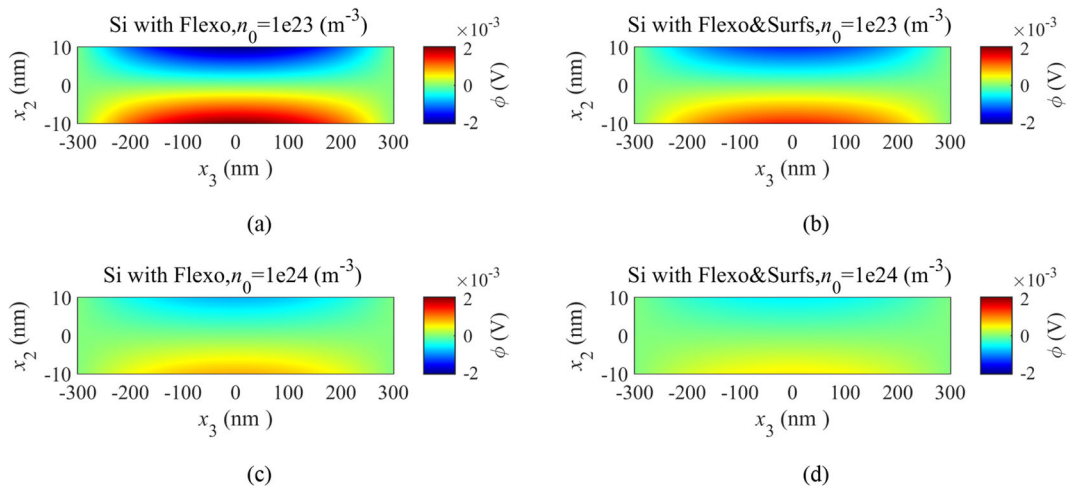 Si with Flexo,n₀=1e23 (m⁻³)
×10⁻³
10
0
-10
x₂ (nm)
2
0
-2
ϕ (V)
-300 -200 -100 0 100 200 300
x₃ (nm )
(a)
Si with Flexo&Surfs,n₀=1e23 (m⁻³)
×10⁻³
10
0
-10
x₂ (nm)
2
0
-2
ϕ (V)
-300 -200 -100 0 100 200 300
x₃ (nm )
(b)
Si with Flexo,n₀=1e24 (m⁻³)
×10⁻³
10
0
-10
x₂ (nm)
2
0
-2
ϕ (V)
-300 -200 -100 0 100 200 300
x₃ (nm )
(c)
Si with Flexo&Surfs,n₀=1e24 (m⁻³)
×10⁻³
10
0
-10
x₂ (nm)
2
0
-2
ϕ (V)
-300 -200 -100 0 100 200 300
x₃ (nm )
(d)